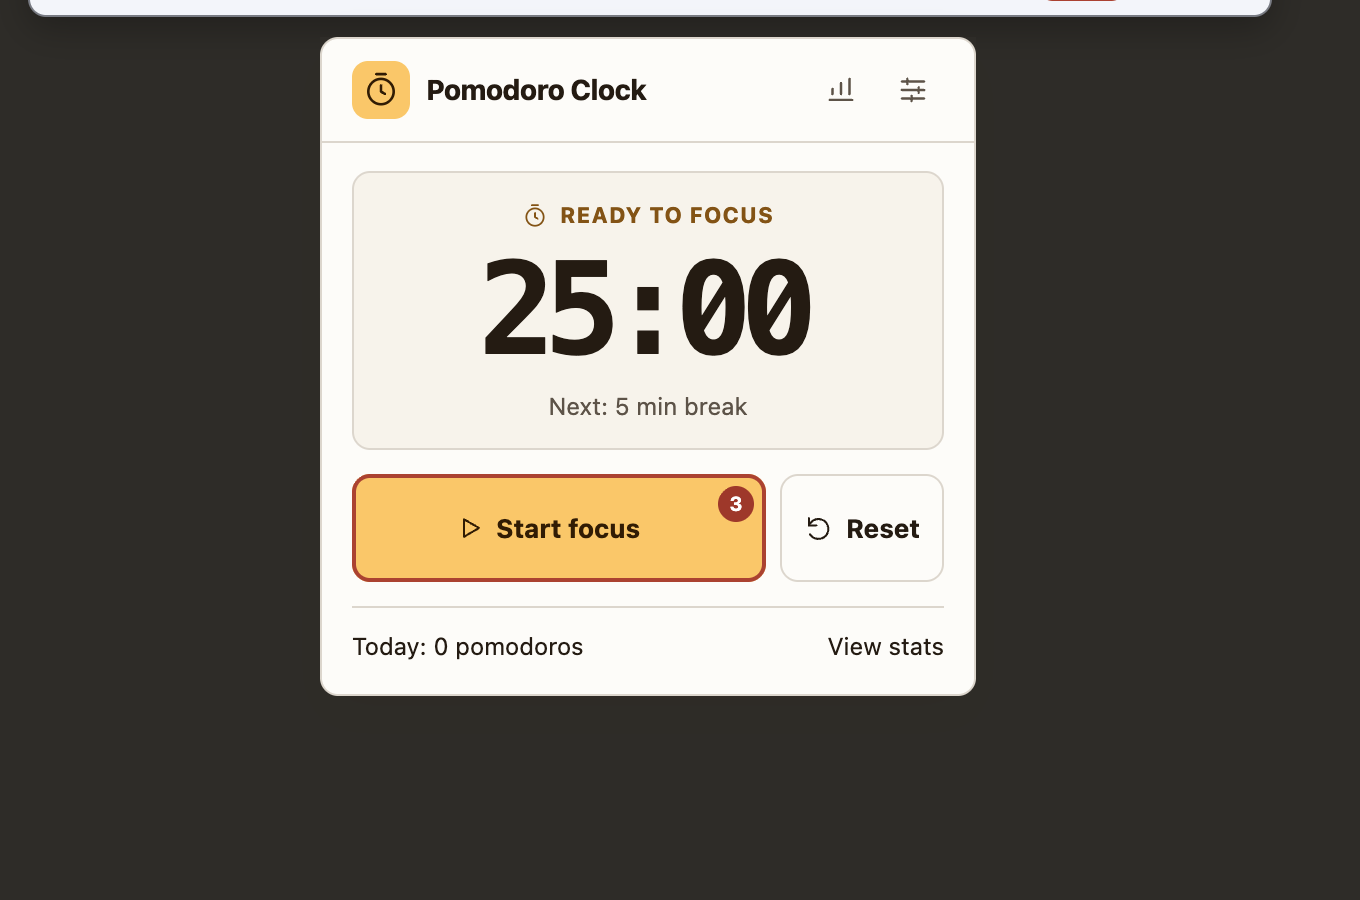 Pomodoro Clock
READY TO FOCUS
25:00
Next: 5 min break
Start focus
3
Reset
Today: 0 pomodoros
View stats